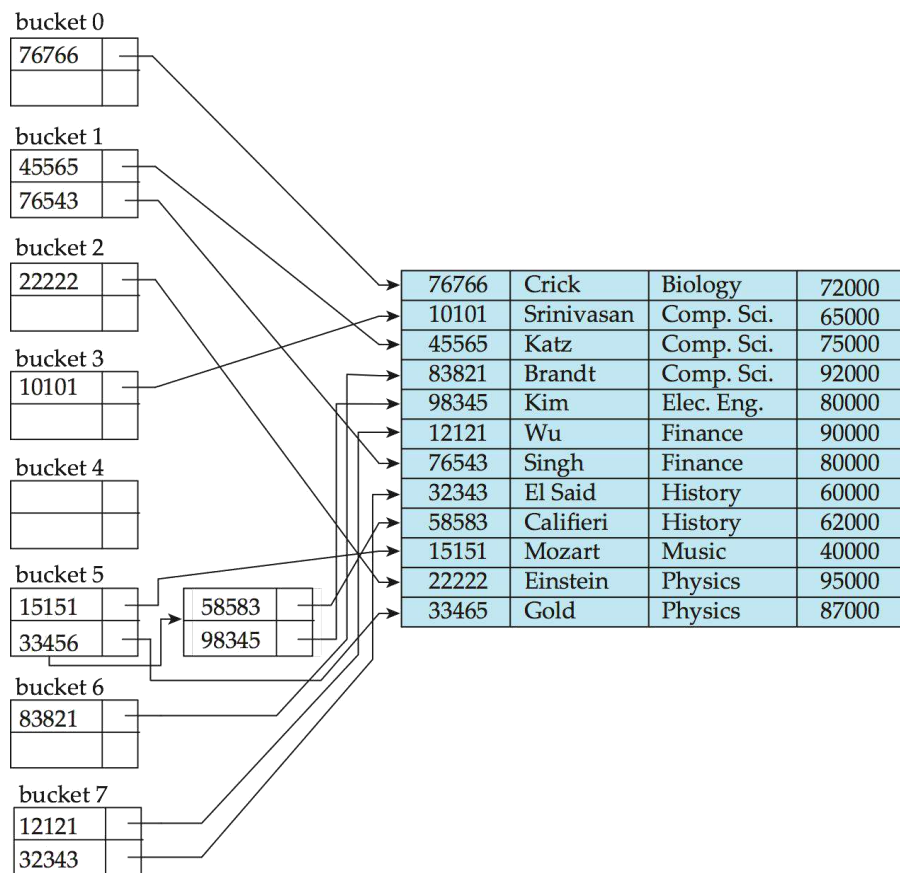 bucket 0
76766
bucket 1
45565
76543
bucket 2
22222
bucket 3
10101
bucket 4
bucket 5
15151
33456
58583
98345
bucket 6
83821
bucket 7
12121
32343
76766 Crick Biology 72000
10101 Srinivasan Comp. Sci. 65000
45565 Katz Comp. Sci. 75000
83821 Brandt Comp. Sci. 92000
98345 Kim Elec. Eng. 80000
12121 Wu Finance 90000
76543 Singh Finance 80000
32343 El Said History 60000
58583 Califieri History 62000
15151 Mozart Music 40000
22222 Einstein Physics 95000
33465 Gold Physics 87000